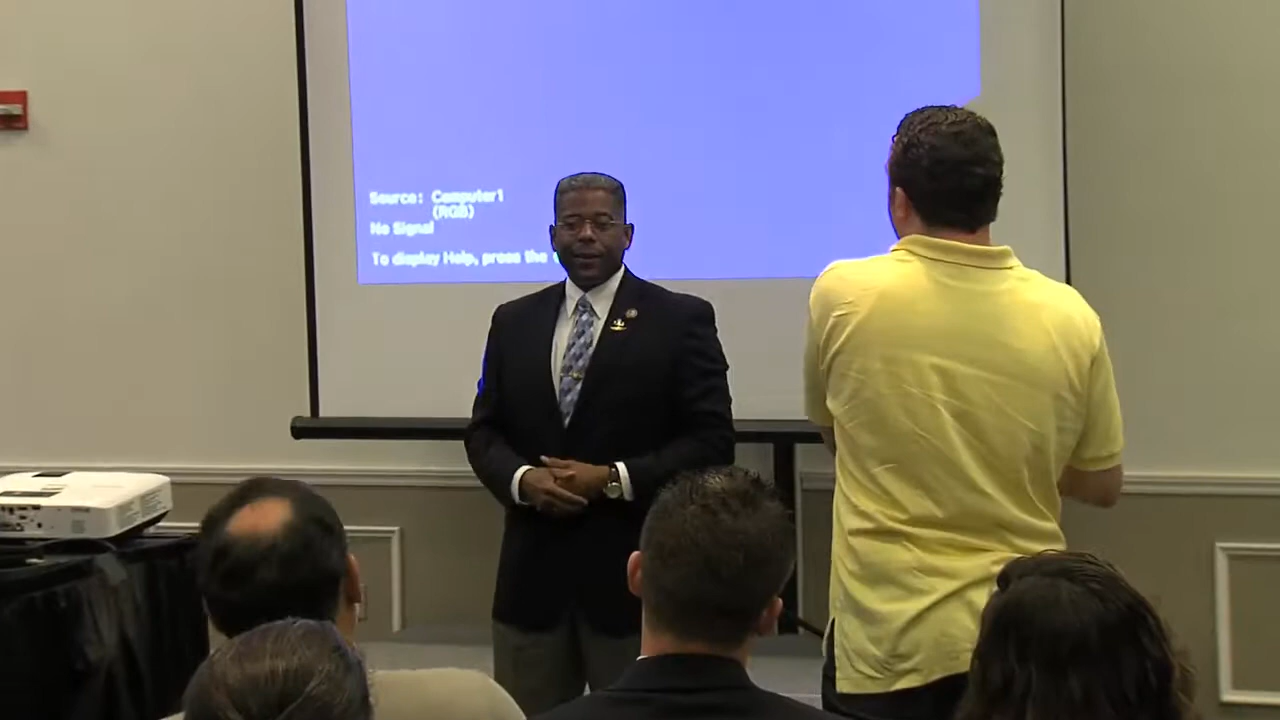 Source: Computer1
(RGB)
No Signal
To display Help, press the